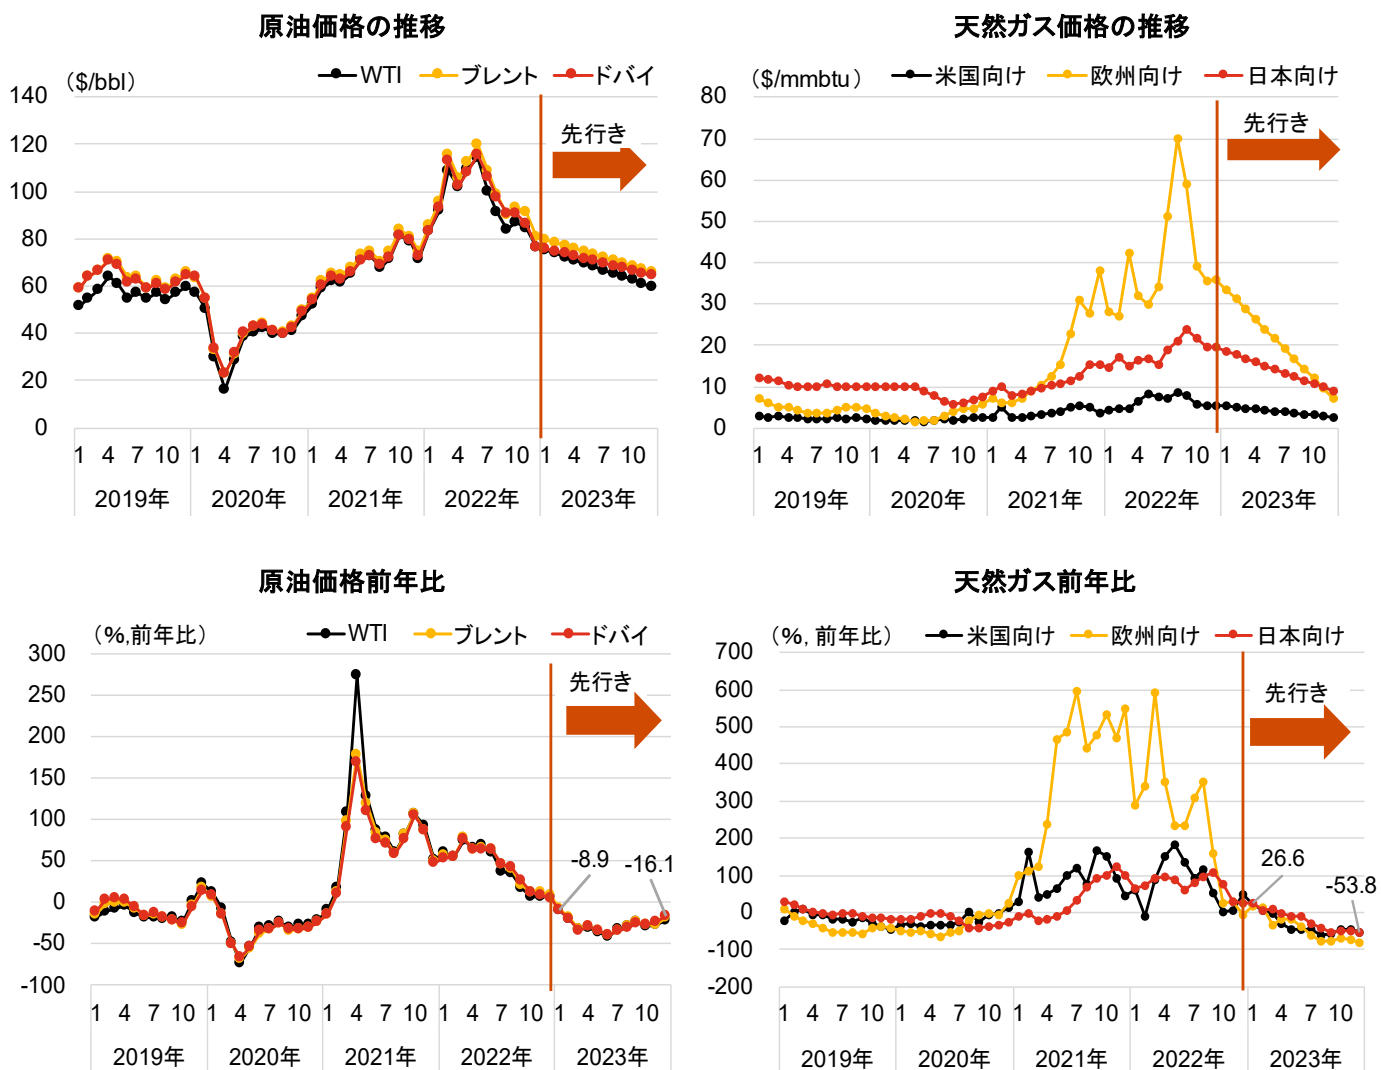 原油価格の推移
($/bbl)
WTI ブレント ドバイ
140
120
100
80
60
40
20
0
先行き
1 4 7 10 1 4 7 10 1 4 7 10 1 4 7 10 1 4 7 10
2019年 2020年 2021年 2022年 2023年
天然ガス価格の推移
($/mmbtu)
米国向け 欧州向け 日本向け
80
70
60
50
40
30
20
10
0
先行き
1 4 7 10 1 4 7 10 1 4 7 10 1 4 7 10 1 4 7 10
2019年 2020年 2021年 2022年 2023年
原油価格前年比
(%,前年比)
WTI ブレント ドバイ
300
250
200
150
100
50
0
-50
-100
先行き
-8.9 -16.1
1 4 7 10 1 4 7 10 1 4 7 10 1 4 7 10 1 4 7 10
2019年 2020年 2021年 2022年 2023年
天然ガス前年比
(%, 前年比)
米国向け 欧州向け 日本向け
700
600
500
400
300
200
100
0
-100
-200
先行き
26.6
-53.8
1 4 7 10 1 4 7 10 1 4 7 10 1 4 7 10 1 4 7 10
2019年 2020年 2021年 2022年 2023年